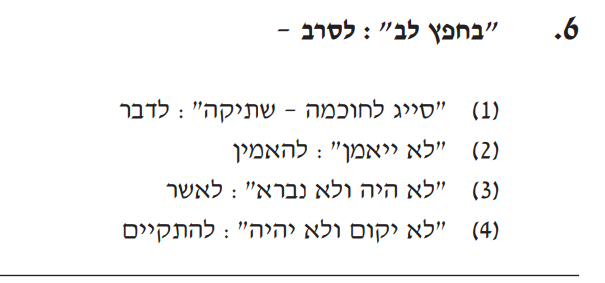 6. "בחפץ לב" : לסרב –
(1) "סייג לחוכמה – שתיקה" : לדבר
(2) "לא ייאמן" : להאמין
(3) "לא היה ולא נברא" : לאשר
(4) "לא יקום ולא יהיה" : להתקיים